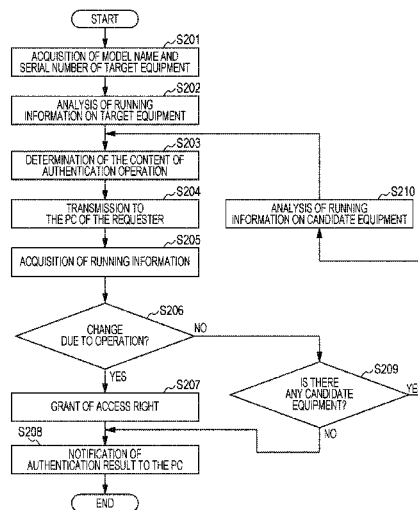 START
S201
ACQUISITION OF MODEL NAME AND
SERIAL NUMBER OF TARGET EQUIPMENT
S202
ANALYSIS OF RUNNING
INFORMATION ON TARGET EQUIPMENT
S203
DETERMINATION OF THE CONTENT OF
AUTHENTICATION OPERATION
S204
TRANSMISSION TO
THE PC OF THE REQUESTER
S210
ANALYSIS OF RUNNING
INFORMATION ON CANDIDATE EQUIPMENT
S205
ACQUISITION OF RUNNING INFORMATION
S206
CHANGE
DUE TO OPERATION?
NO
YES
S209
IS THERE
ANY CANDIDATE
EQUIPMENT?
YES
NO
S207
GRANT OF ACCESS RIGHT
S208
NOTIFICATION OF
AUTHENTICATION RESULT TO THE PC
END